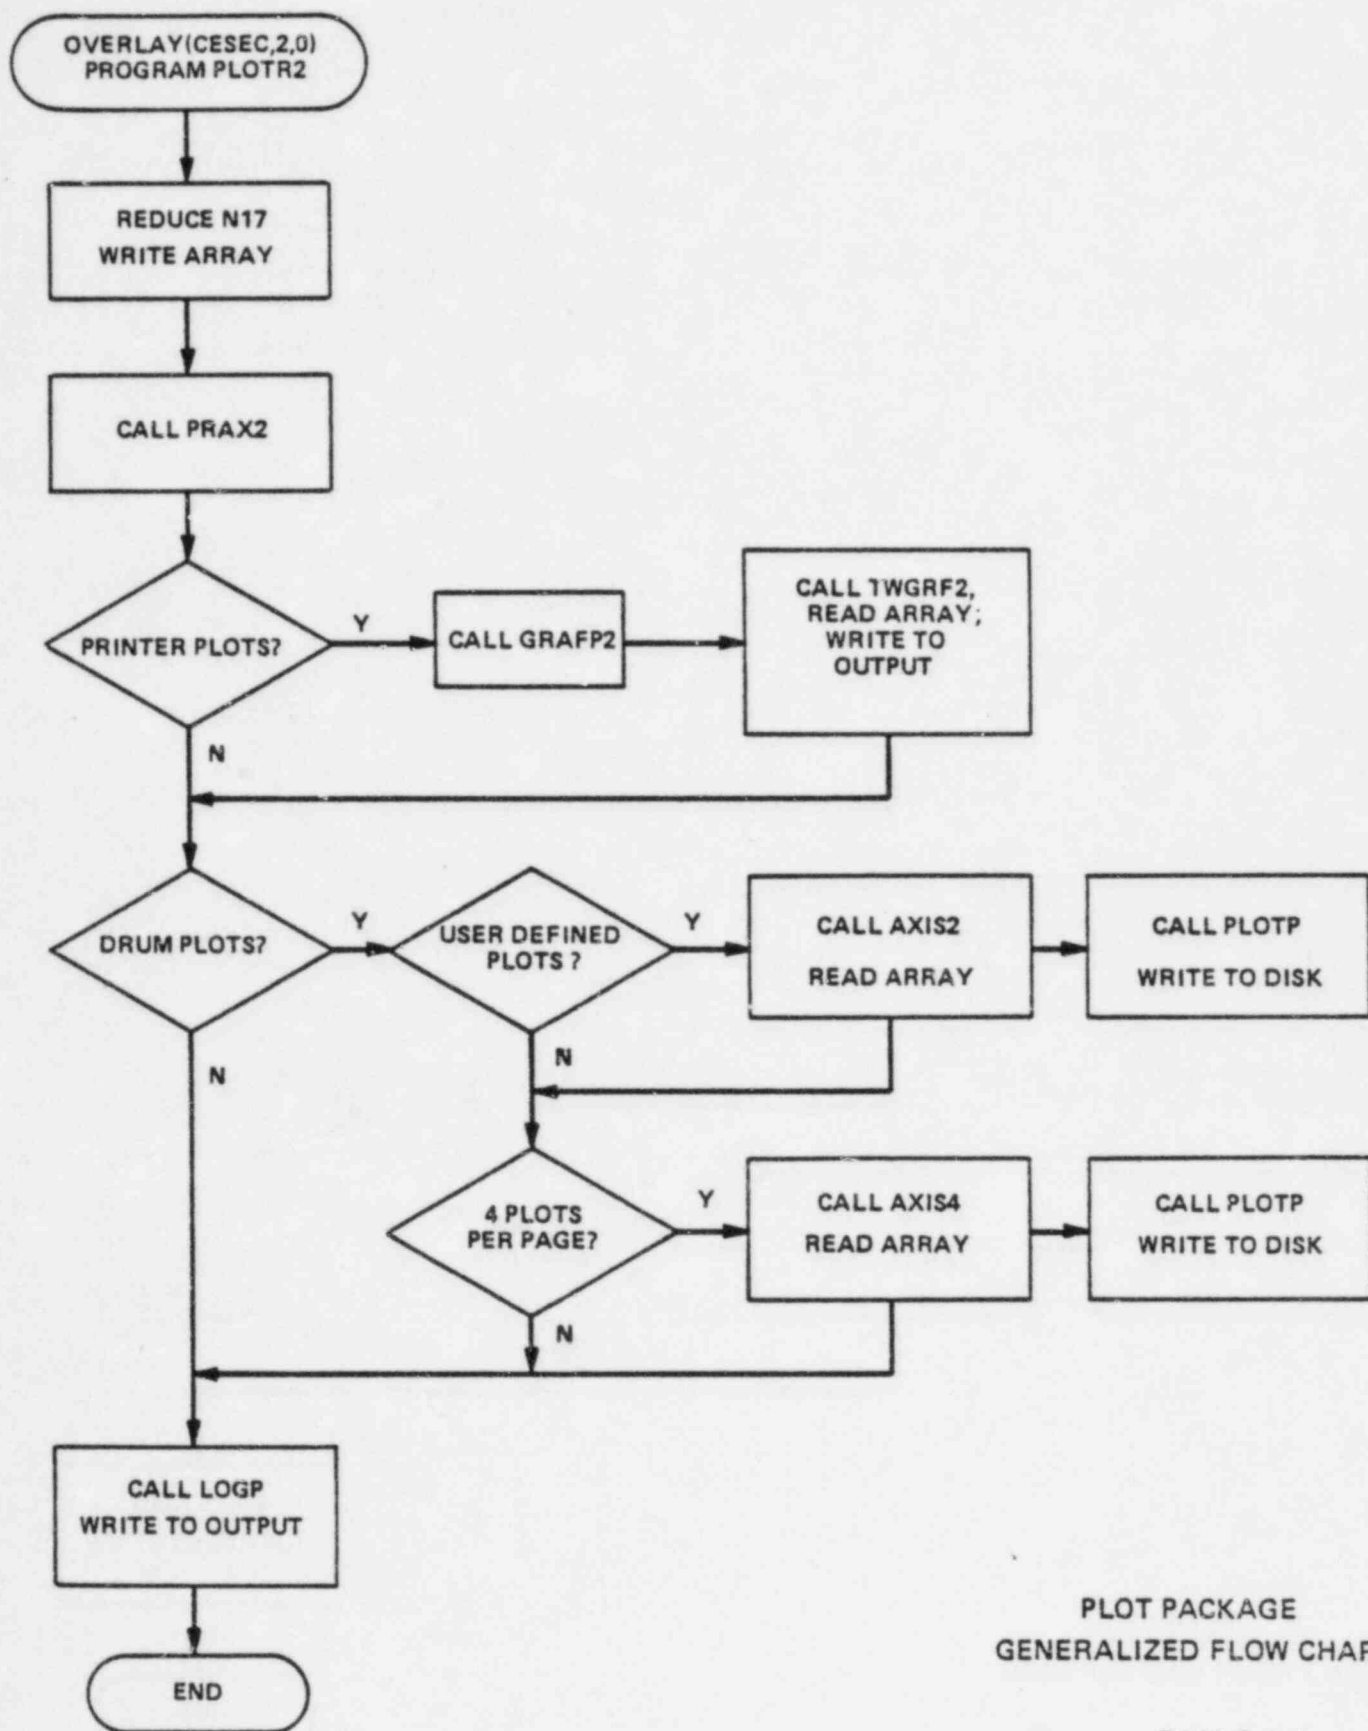 OVERLAY(CESEC,2,0)
PROGRAM PLOTR2
REDUCE N17
WRITE ARRAY
CALL PRAX2
PRINTER PLOTS?
Y
CALL GRAFP2
CALL TWGRF2,
READ ARRAY;
WRITE TO
OUTPUT
N
DRUM PLOTS?
Y
USER DEFINED
PLOTS ?
Y
CALL AXIS2
READ ARRAY
CALL PLOTP
WRITE TO DISK
N
N
4 PLOTS
PER PAGE?
Y
CALL AXIS4
READ ARRAY
CALL PLOTP
WRITE TO DISK
N
CALL LOGP
WRITE TO OUTPUT
END
PLOT PACKAGE
GENERALIZED FLOW CHAR